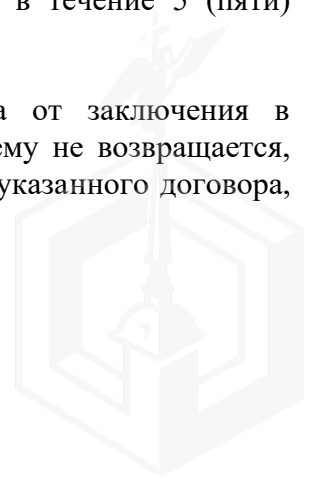 в течение 5 (пяти)
а от заключения в
ему не возвращается,
указанного договора,